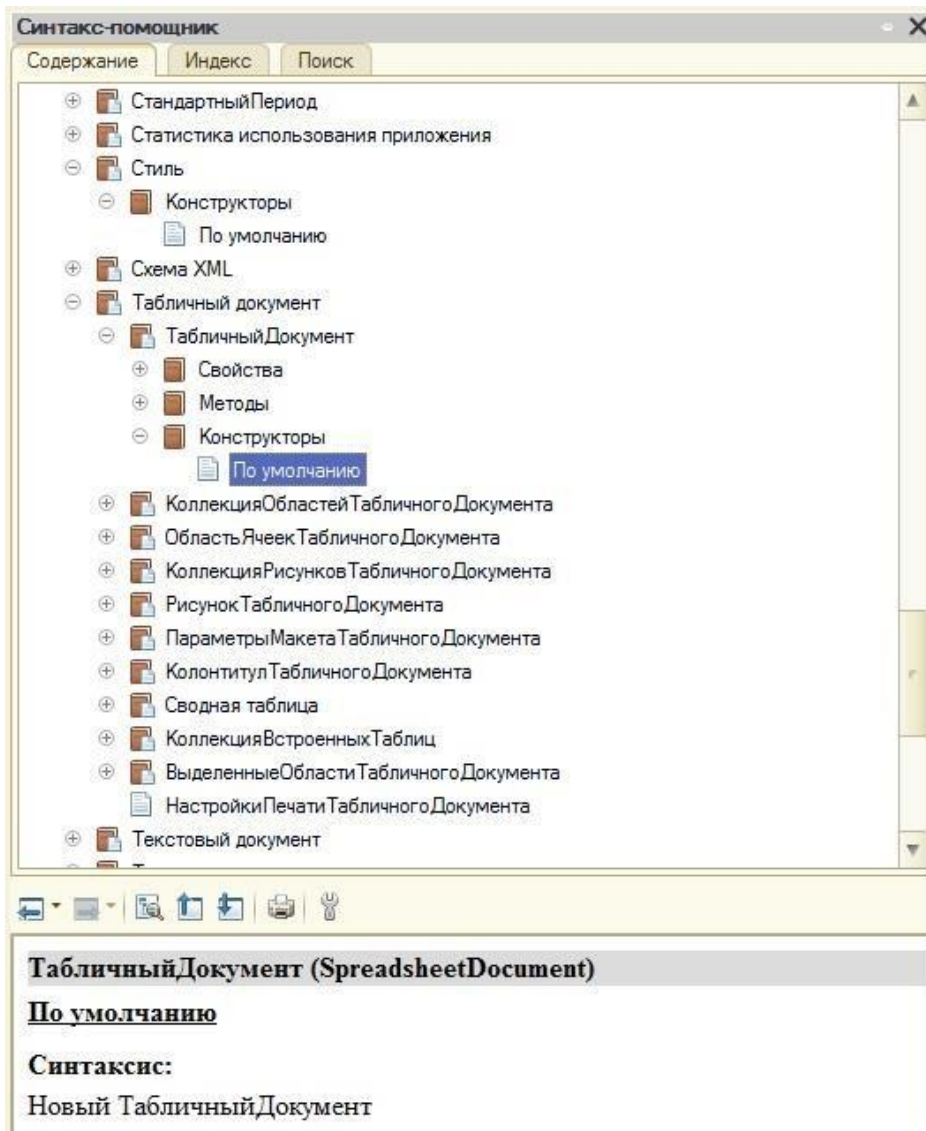 Синтакс-помощник
Содержание Индекс Поиск
СтандартныйПериод
Статистика использования приложения
Стиль
Конструкторы
По умолчанию
Схема XML
Табличный документ
ТабличныйДокумент
Свойства
Методы
Конструкторы
По умолчанию
КоллекцияОбластейТабличногоДокумента
ОбластьЯчеекТабличногоДокумента
КоллекцияРисунковТабличногоДокумента
РисунокТабличногоДокумента
ПараметрыМакетаТабличногоДокумента
КолонтитулТабличногоДокумента
Сводная таблица
КоллекцияВстроенныхТаблиц
ВыделенныеОбластиТабличногоДокумента
НастройкиПечатиТабличногоДокумента
Текстовый документ
ТабличныйДокумент (SpreadsheetDocument)
По умолчанию
Синтаксис:
Новый ТабличныйДокумент